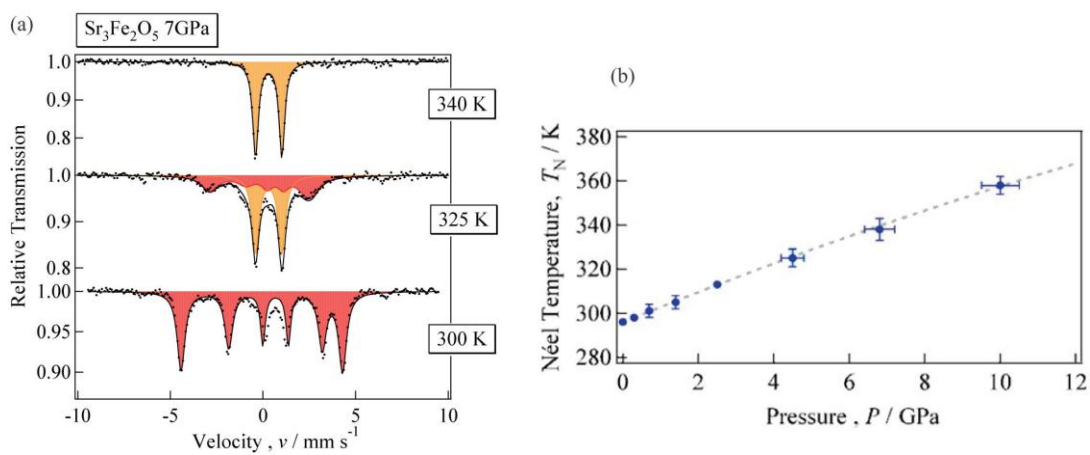 (a)
Sr₃Fe₂O₅ 7GPa
1.0
0.9
0.8
340 K
1.0
0.9
0.8
325 K
1.00
0.95
0.90
300 K
Relative Transmission
-10 -5 0 5 10
Velocity , v / mm s⁻¹
(b)
380
360
340
320
300
280
Néel Temperature, T_N / K
0 2 4 6 8 10 12
Pressure , P / GPa